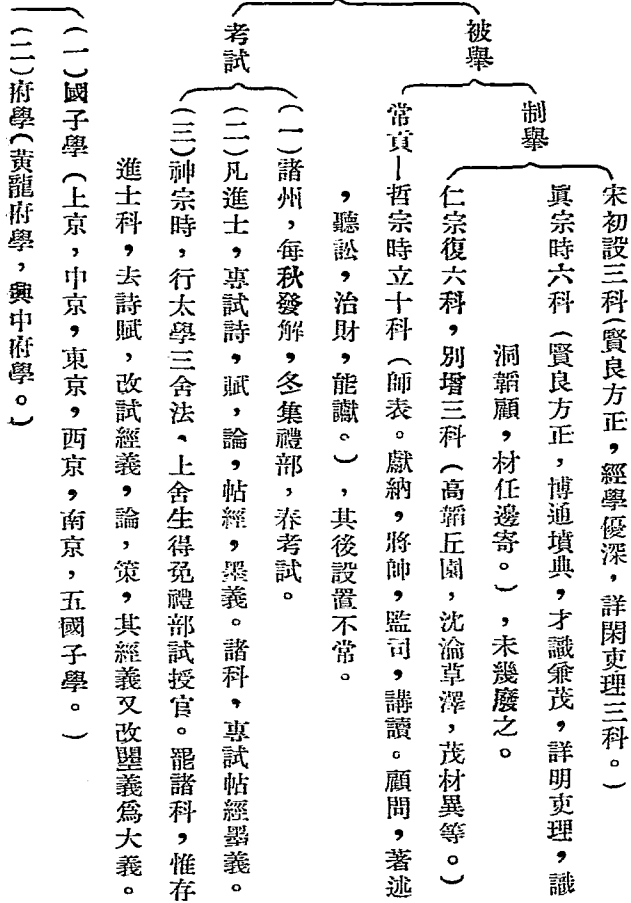 被舉
制舉
宋初設三科(賢良方正，經學優深，詳閑吏理三科。)
眞宗時六科(賢良方正，博通墳典，才識兼茂，詳明吏理，識
洞韜顧，材任邊寄。)，未幾廢之。
仁宗復六科，別增三科(高韜丘園，沈淪草澤，茂材異等。)
常貢—哲宗時立十科(師表。獻納，將帥，監司，講讀。顧問，著述
，聽訟，治財，能讞。)，其後設置不常。
考試
(一)諸州，每秋發解，冬集禮部，春考試。
(二)凡進士，專試詩，賦，論，帖經，墨義。諸科，專試帖經墨義。
(三)神宗時，行太學三舍法、上舍生得免禮部試授官。罷諸科，惟存
進士科，去詩賦，改試經義，論，策，其經義又改墨義爲大義。
(一)國子學(上京，中京，東京，西京，南京，五國子學。)
(二)府學(黃龍府學，興中府學。)